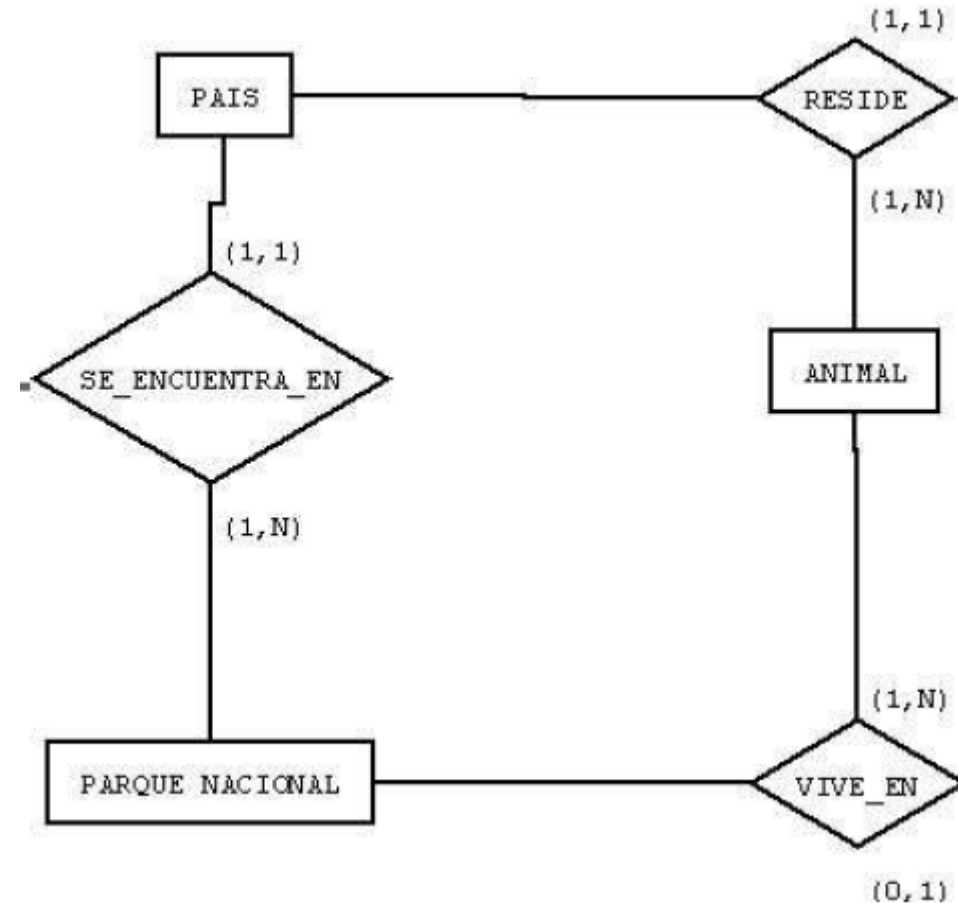 (1,1)
PAIS
RESIDE
(1,N)
(1,1)
ANIMAL
SE_ENCUENTRA_EN
(1,N)
(1,N)
PARQUE NACIONAL
VIVE_EN
(0,1)